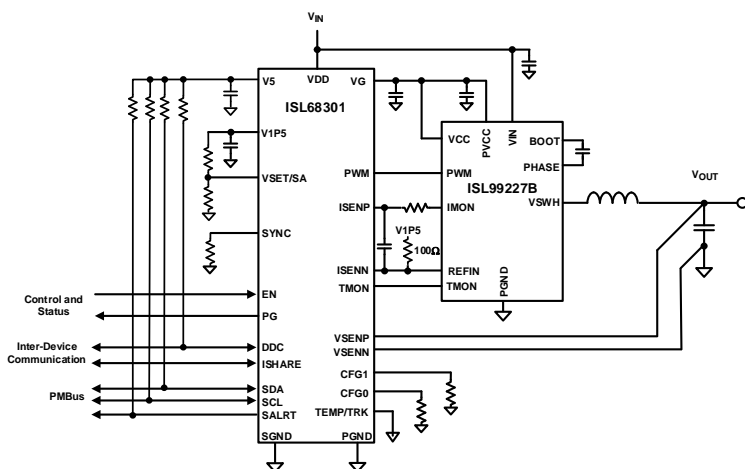 VIN
V5
VDD
VG
ISL68301
V1P5
VSET/SA
SYNC
Control and
Status
EN
PG
Inter-Device
Communication
DDC
ISHARE
PMBus
SDA
SCL
SALRT
SGND
PGND
PWM
ISENP
ISENN
TMON
VSENP
VSENN
CFG1
CFG0
TEMP/TRK
V1P5
100Ω
VCC
PVCC
VIN
BOOT
PHASE
ISL99227B
PWM
VSWH
IMON
REFIN
TMON
PGND
VOUT